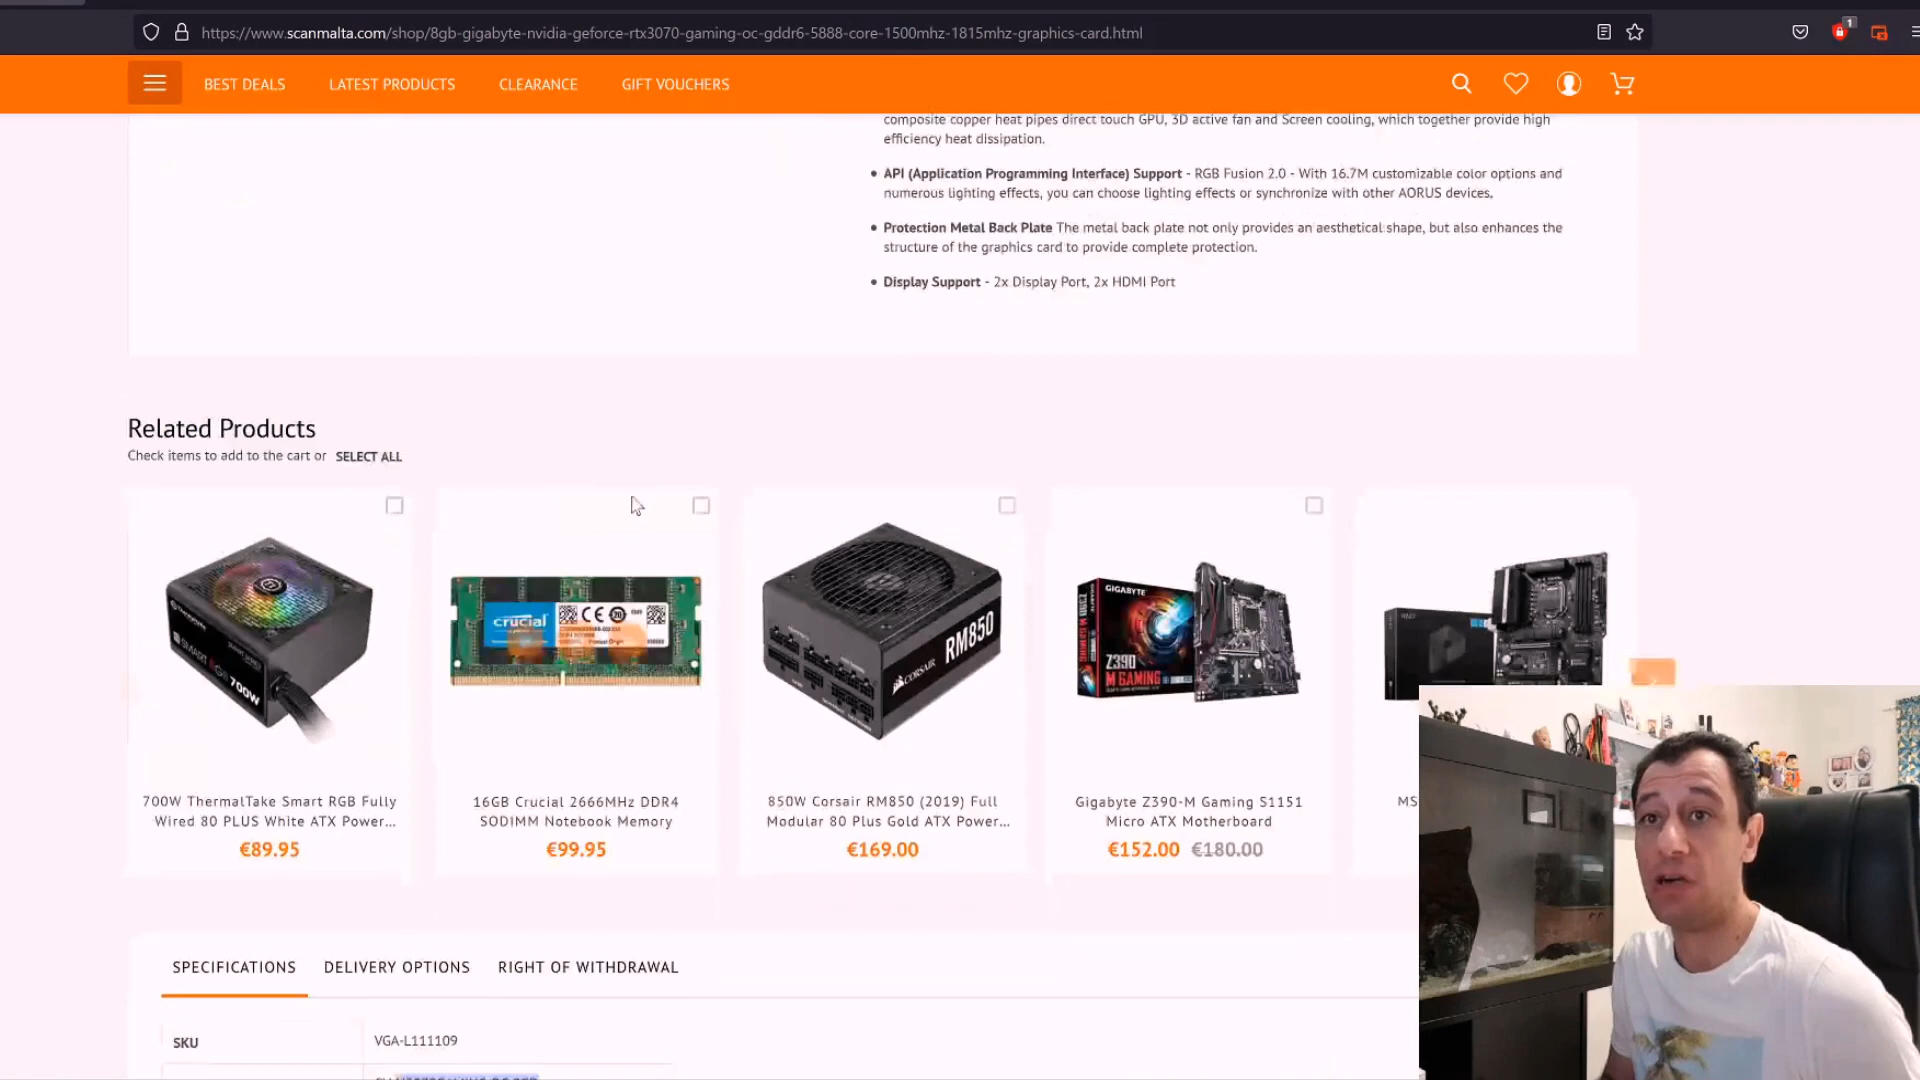 https://www.scanmalta.com/shop/8gb-gigabyte-nvidia-geforce-rtx3070-gaming-oc-gddr6-5888-core-1500mhz-1815mhz-graphics-card.html
1
BEST DEALS
LATEST PRODUCTS
CLEARANCE
GIFT VOUCHERS
composite copper heat pipes direct touch GPU, 3D active fan and Screen cooling, which together provide high
efficiency heat dissipation.
API (Application Programming Interface) Support - RGB Fusion 2.0 - With 16.7M customizable color options and
numerous lighting effects, you can choose lighting effects or synchronize with other AORUS devices.
Protection Metal Back Plate The metal back plate not only provides an aesthetical shape, but also enhances the
structure of the graphics card to provide complete protection.
Display Support - 2x Display Port, 2x HDMI Port
Related Products
Check items to add to the cart or SELECT ALL
SMART
700W
crucial
CORSAIR
RM850
GIGABYTE
Z390
M GAMING
700W ThermalTake Smart RGB Fully
Wired 80 PLUS White ATX Power...
€89.95
16GB Crucial 2666MHz DDR4
SODIMM Notebook Memory
€99.95
850W Corsair RM850 (2019) Full
Modular 80 Plus Gold ATX Power...
€169.00
Gigabyte Z390-M Gaming S1151
Micro ATX Motherboard
€152.00 €180.00
MS
SPECIFICATIONS
DELIVERY OPTIONS
RIGHT OF WITHDRAWAL
SKU
VGA-L111109